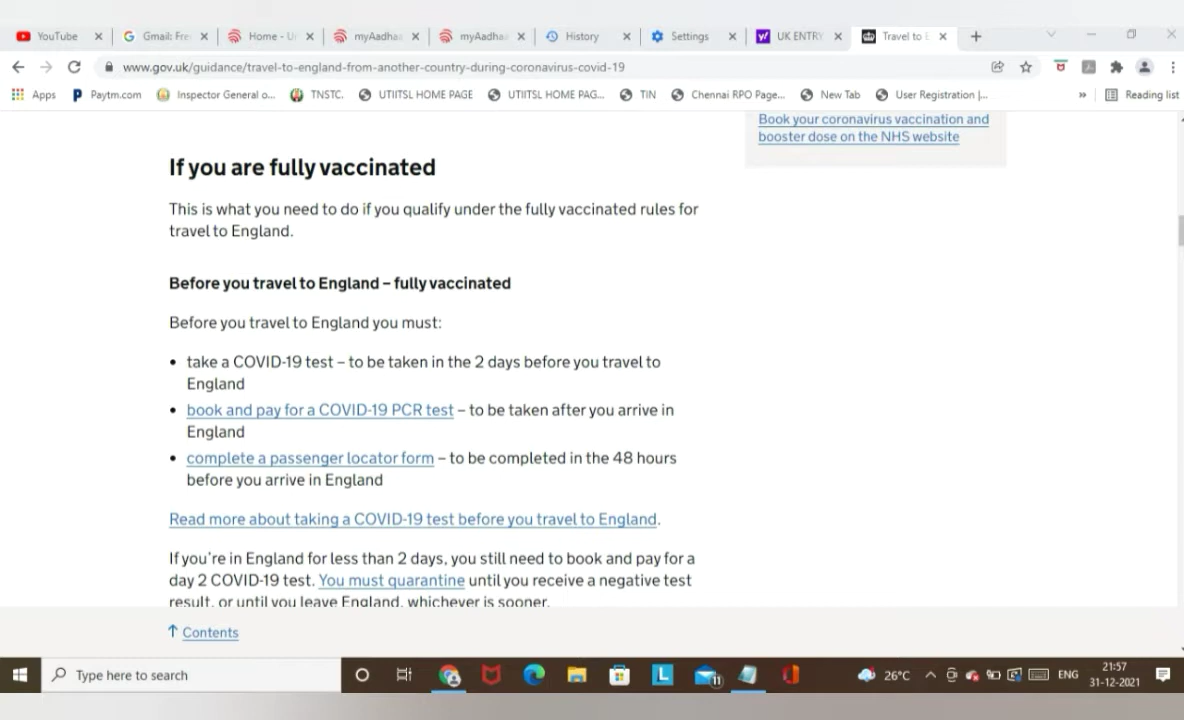 YouTube
Gmail: Fre
Home - U
myAadha
myAadha
History
Settings
UK ENTRY
Travel to E
www.gov.uk/guidance/travel-to-england-from-another-country-during-coronavirus-covid-19
Apps
Paytm.com
Inspector General o...
TNSTC.
UTIITSL HOME PAGE
UTIITSL HOME PAG...
TIN
Chennai RPO Page...
New Tab
User Registration |...
»
Reading list
Book your coronavirus vaccination and
booster dose on the NHS website
If you are fully vaccinated
This is what you need to do if you qualify under the fully vaccinated rules for
travel to England.
Before you travel to England – fully vaccinated
Before you travel to England you must:
• take a COVID-19 test – to be taken in the 2 days before you travel to
England
• book and pay for a COVID-19 PCR test – to be taken after you arrive in
England
• complete a passenger locator form – to be completed in the 48 hours
before you arrive in England
Read more about taking a COVID-19 test before you travel to England.
If you're in England for less than 2 days, you still need to book and pay for a
day 2 COVID-19 test. You must quarantine until you receive a negative test
result, or until you leave England, whichever is sooner.
↑ Contents
Type here to search
L
11
26°C
ENG
21:57
31-12-2021